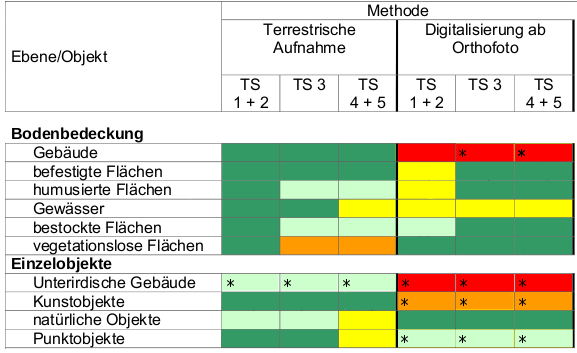 Methode
Ebene/Objekt
Terrestrische Aufnahme
Digitalisierung ab Orthofoto
TS 1 + 2
TS 3
TS 4 + 5
TS 1 + 2
TS 3
TS 4 + 5
Bodenbedeckung
Gebäude * *
befestigte Flächen
humusierte Flächen
Gewässer
bestockte Flächen
vegetationslose Flächen
Einzelobjekte
Unterirdische Gebäude * * * * * *
Kunstobjekte * * *
natürliche Objekte
Punktobjekte * * *